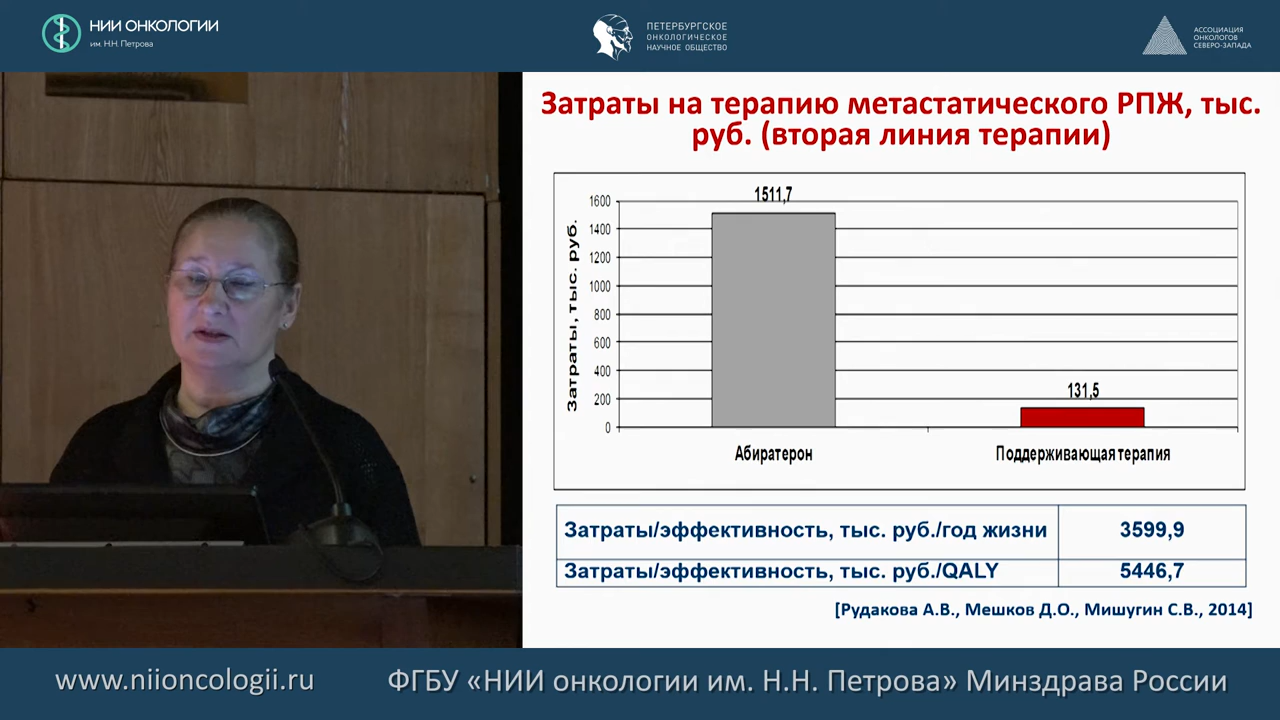 НИИ ОНКОЛОГИИ
им. Н.Н. Петрова
ПЕТЕРБУРГСКОЕ
ОНКОЛОГИЧЕСКОЕ
НАУЧНОЕ ОБЩЕСТВО
АССОЦИАЦИЯ
ОНКОЛОГОВ
СЕВЕРО-ЗАПАДА
Затраты на терапию метастатического РПЖ, тыс.
руб. (вторая линия терапии)
Затраты, тыс. руб.
1600
1400
1200
1000
800
600
400
200
0
1511,7
131,5
Абиратерон
Поддерживающая терапия
Затраты/эффективность, тыс. руб./год жизни 3599,9
Затраты/эффективность, тыс. руб./QALY 5446,7
[Рудакова А.В., Мешков Д.О., Мишугин С.В., 2014]
www.niioncologii.ru
ФГБУ «НИИ онкологии им. Н.Н. Петрова» Минздрава России